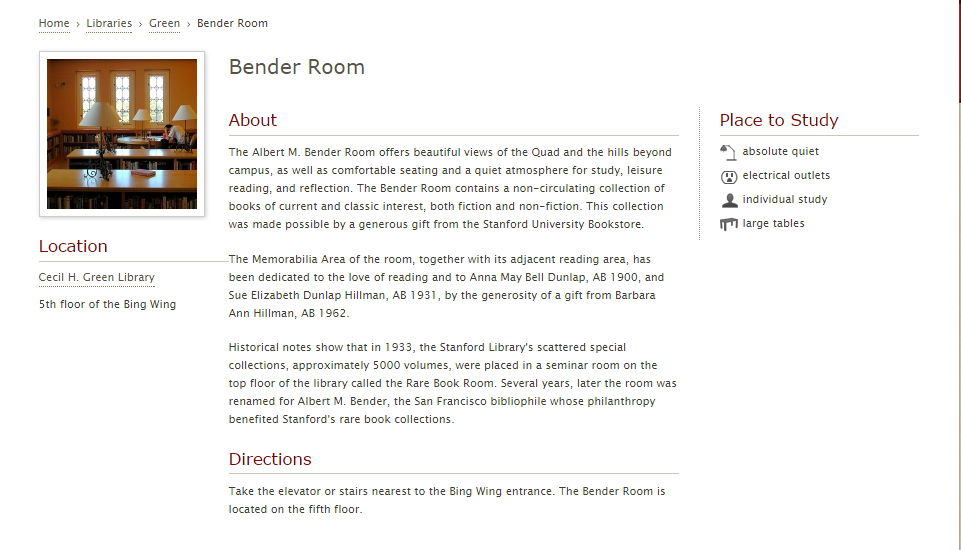 Home › Libraries › Green › Bender Room
Bender Room
About
The Albert M. Bender Room offers beautiful views of the Quad and the hills beyond
campus, as well as comfortable seating and a quiet atmosphere for study, leisure
reading, and reflection. The Bender Room contains a non-circulating collection of
books of current and classic interest, both fiction and non-fiction. This collection
was made possible by a generous gift from the Stanford University Bookstore.
The Memorabilia Area of the room, together with its adjacent reading area, has
been dedicated to the love of reading and to Anna May Bell Dunlap, AB 1900, and
Sue Elizabeth Dunlap Hillman, AB 1931, by the generosity of a gift from Barbara
Ann Hillman, AB 1962.
Historical notes show that in 1933, the Stanford Library's scattered special
collections, approximately 5000 volumes, were placed in a seminar room on the
top floor of the library called the Rare Book Room. Several years, later the room was
renamed for Albert M. Bender, the San Francisco bibliophile whose philanthropy
benefited Stanford's rare book collections.
Directions
Take the elevator or stairs nearest to the Bing Wing entrance. The Bender Room is
located on the fifth floor.
Location
Cecil H. Green Library
5th floor of the Bing Wing
Place to Study
absolute quiet
electrical outlets
individual study
large tables